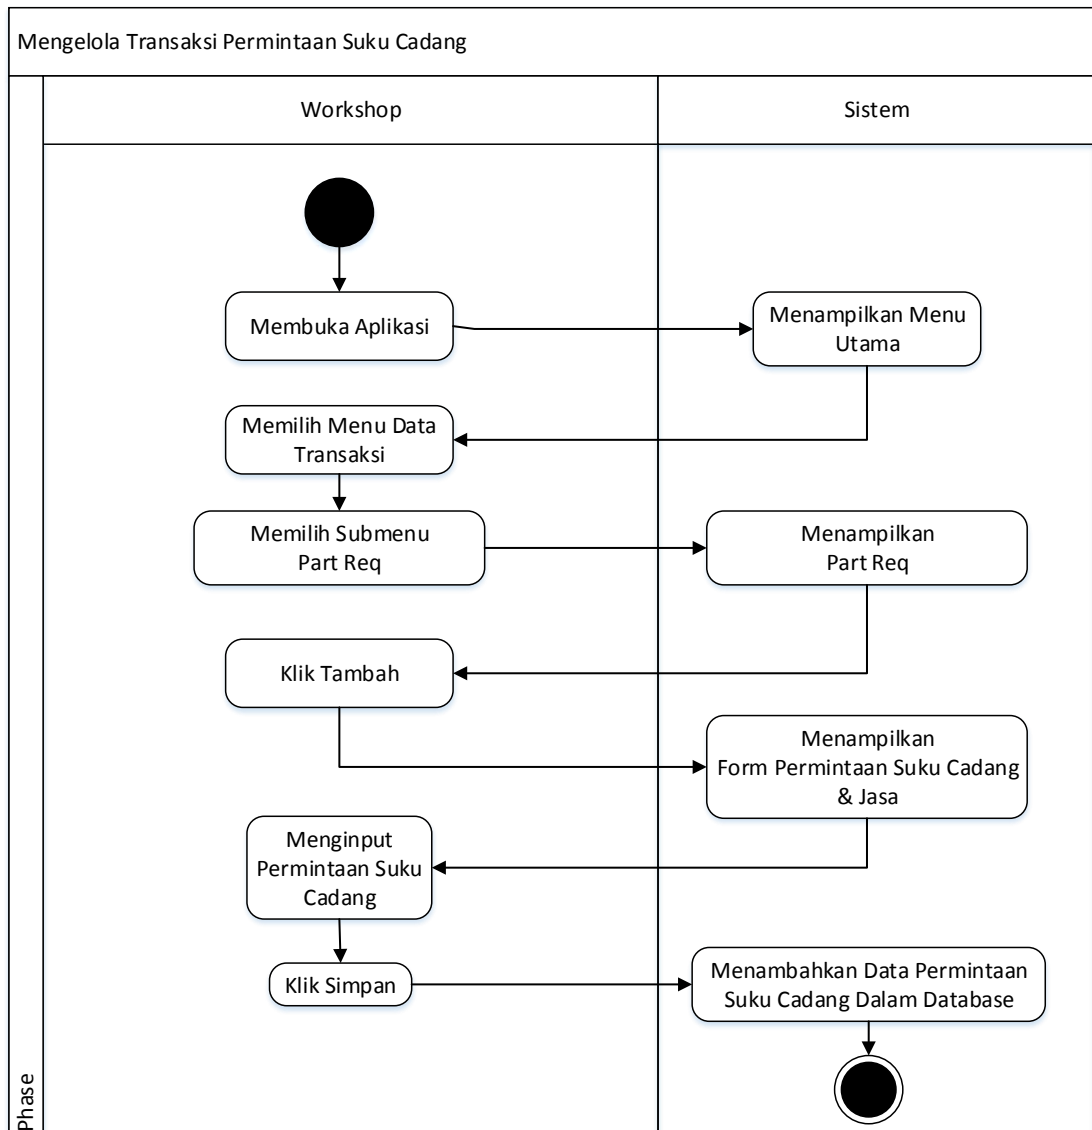 Mengelola Transaksi Permintaan Suku Cadang
Workshop
Sistem
Membuka Aplikasi
Menampilkan Menu
Utama
Memilih Menu Data
Transaksi
Memilih Submenu
Part Req
Menampilkan
Part Req
Klik Tambah
Menampilkan
Form Permintaan Suku Cadang
& Jasa
Menginput
Permintaan Suku
Cadang
Klik Simpan
Menambahkan Data Permintaan
Suku Cadang Dalam Database
Phase